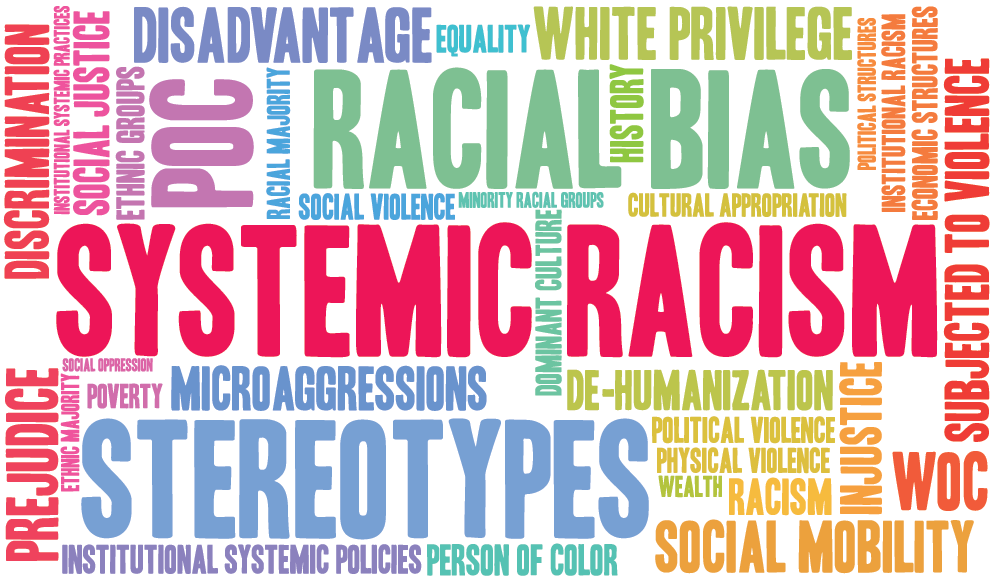 DISCRIMINATION
INSTITUTIONAL SYSTEMIC PRACTICES
SOCIAL JUSTICE
ETHNIC GROUPS
POC
DISADVANTAGE
EQUALITY
WHITE PRIVILEGE
RACIAL MAJORITY
RACIAL BIAS
HISTORY
POLITICAL STRUCTURES
INSTITUTIONAL RACISM
ECONOMIC STRUCTURES
SUBJECTED TO VIOLENCE
SOCIAL VIOLENCE
MINORITY RACIAL GROUPS
CULTURAL APPROPRIATION
SYSTEMIC RACISM
DOMINANT CULTURE
SOCIAL OPPRESSION
PREJUDICE
ETHNIC MAJORITY
POVERTY
MICROAGGRESSIONS
DE-HUMANIZATION
INJUSTICE
STEREOTYPES
POLITICAL VIOLENCE
PHYSICAL VIOLENCE
WEALTH
RACISM
WOC
SOCIAL MOBILITY
INSTITUTIONAL SYSTEMIC POLICIES
PERSON OF COLOR